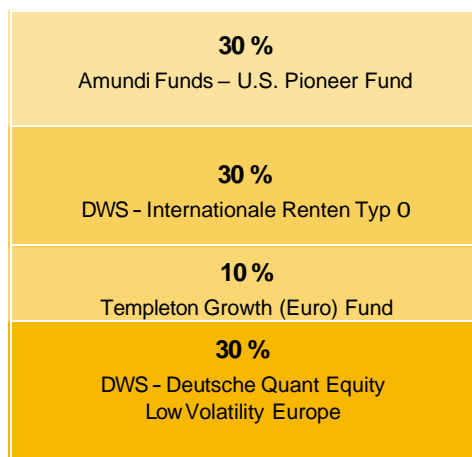 30 %
Amundi Funds – U.S. Pioneer Fund
30 %
DWS – Internationale Renten Typ O
10 %
Templeton Growth (Euro) Fund
30 %
DWS – Deutsche Quant Equity
Low Volatility Europe